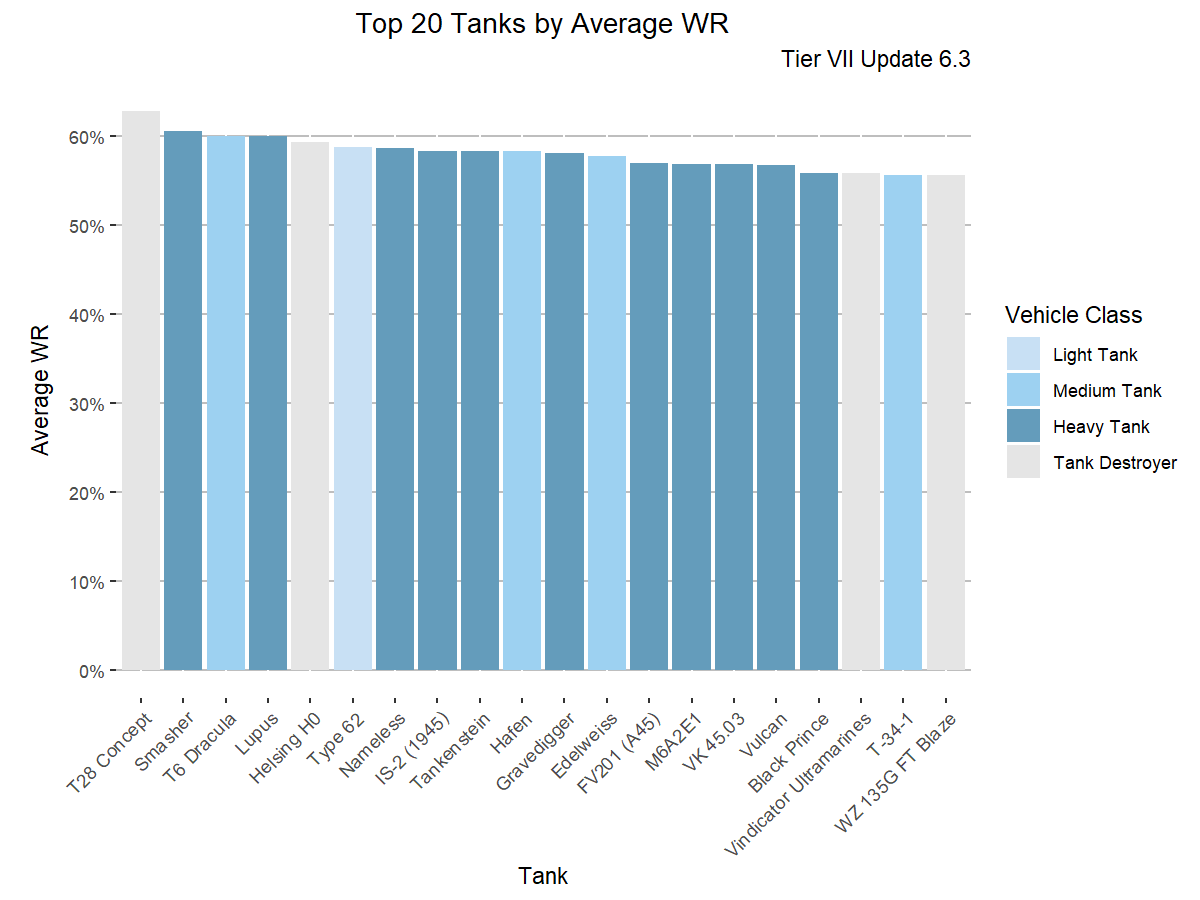 Top 20 Tanks by Average WR
Tier VII Update 6.3
60%
50%
40%
30%
20%
10%
0%
Average WR
T28 Concept
Smasher
T6 Dracula
Lupus
Helsing H0
Type 62
Nameless
IS-2 (1945)
Tankenstein
Hafen
Gravedigger
Edelweiss
FV201 (A45)
M6A2E1
VK 45.03
Vulcan
Black Prince
Vindicator Ultramarines
T-34-1
WZ 135G FT Blaze
Tank
Vehicle Class
Light Tank
Medium Tank
Heavy Tank
Tank Destroyer